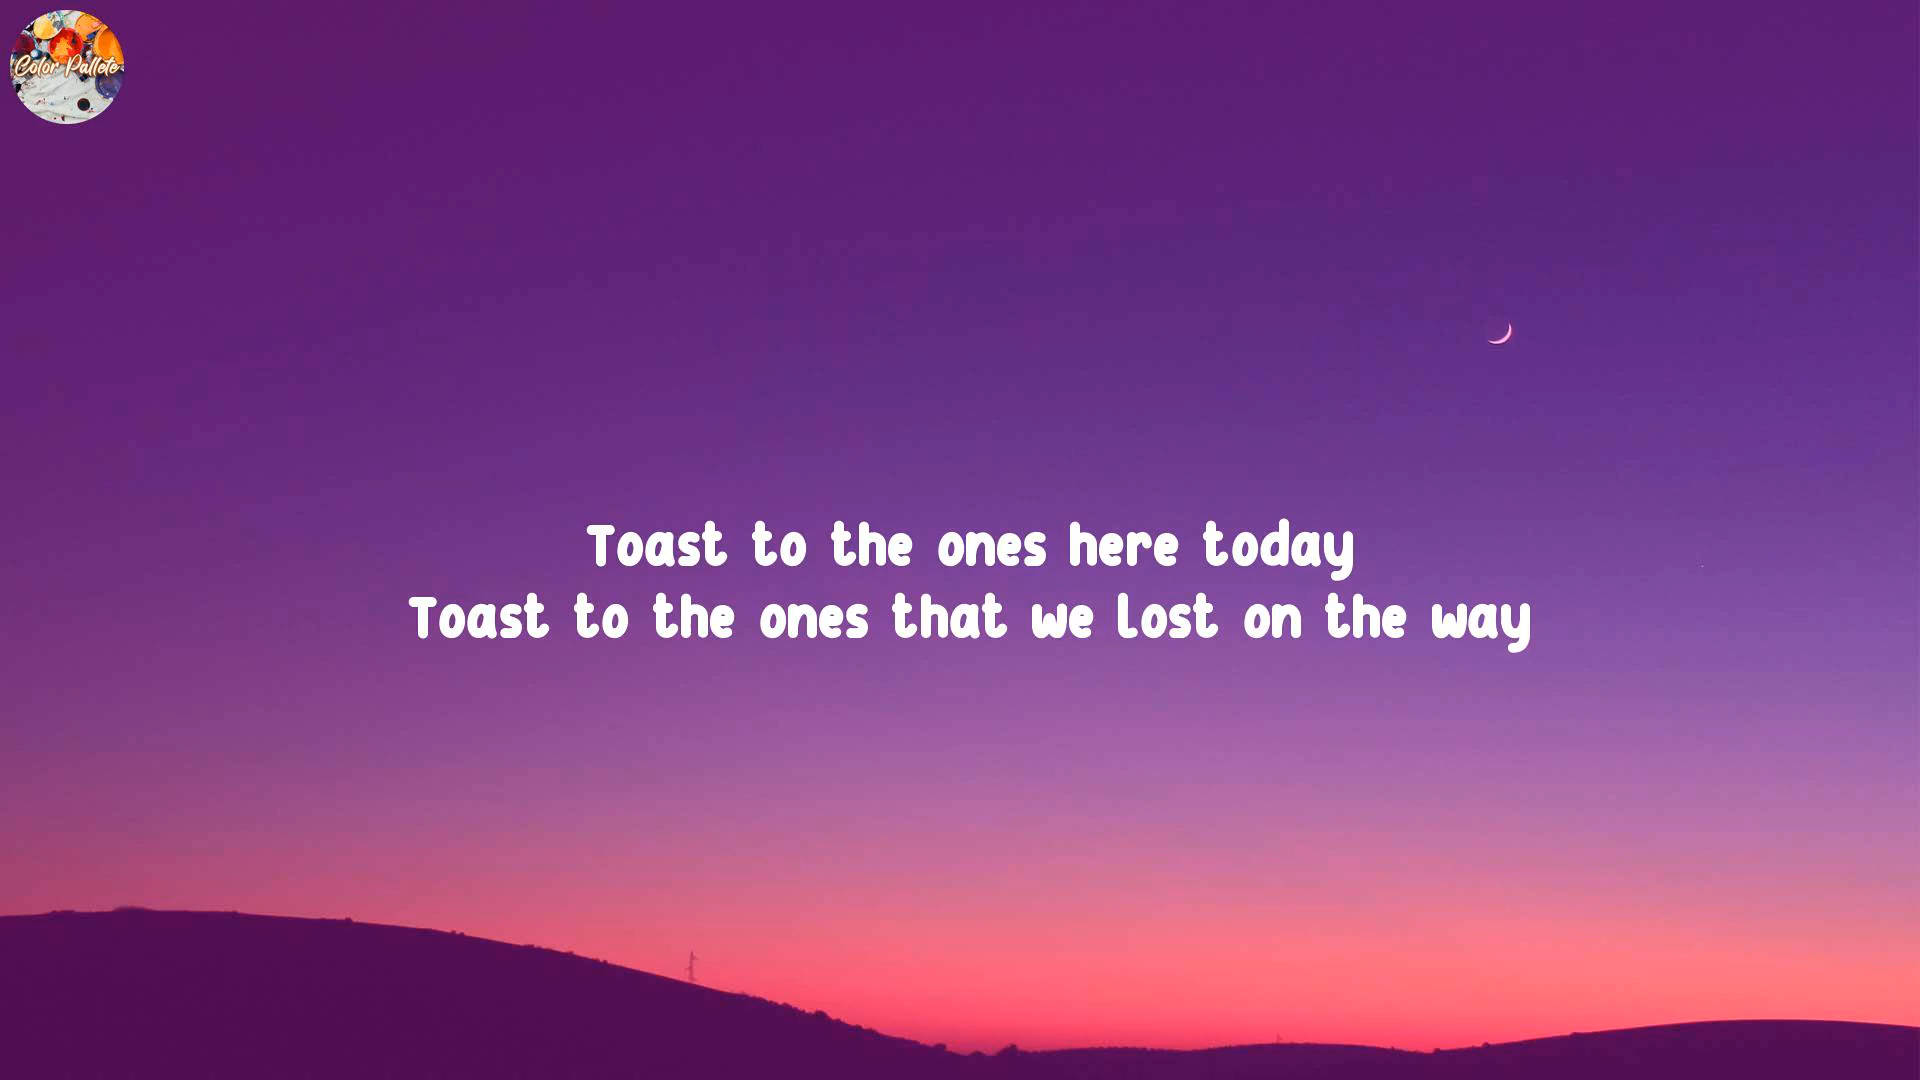 Color Pallete
Toast to the ones here today
Toast to the ones that we lost on the way